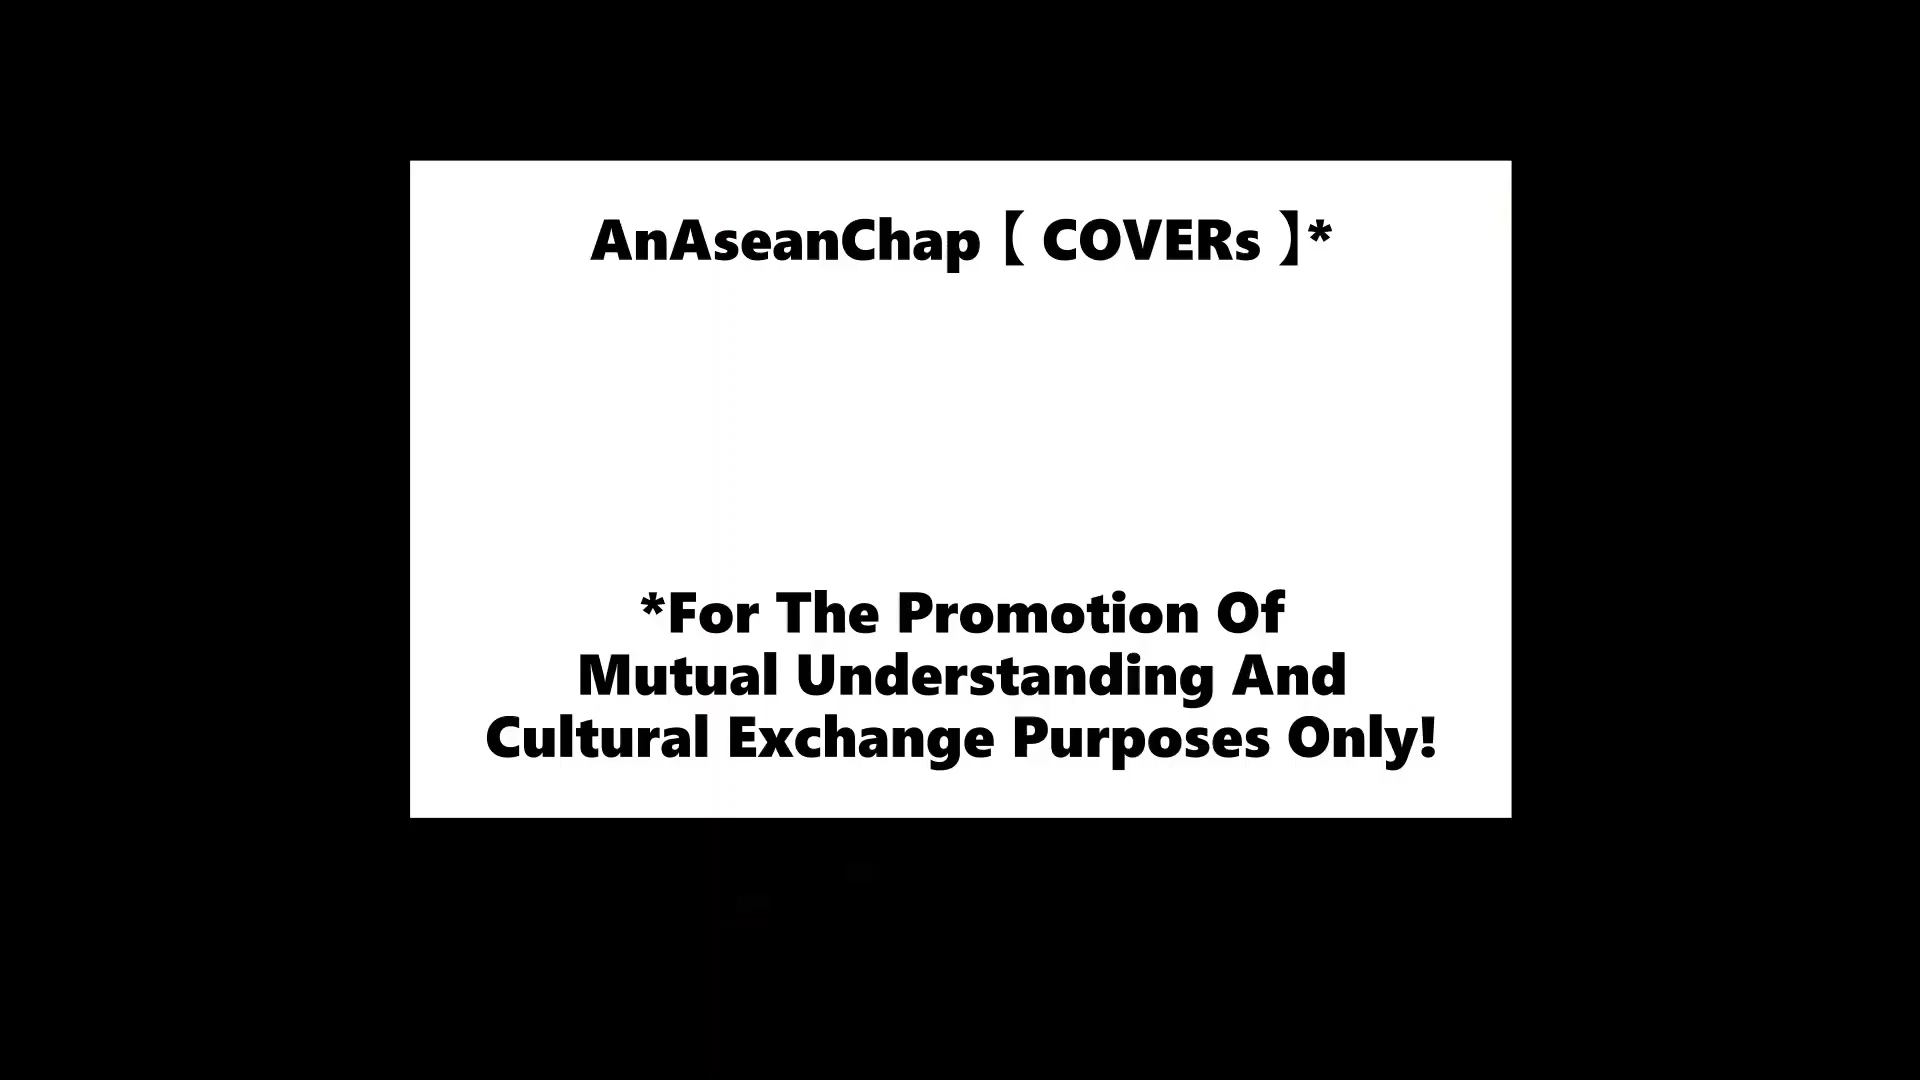 AnAseanChap【 COVERs 】*
*For The Promotion Of
Mutual Understanding And
Cultural Exchange Purposes Only!